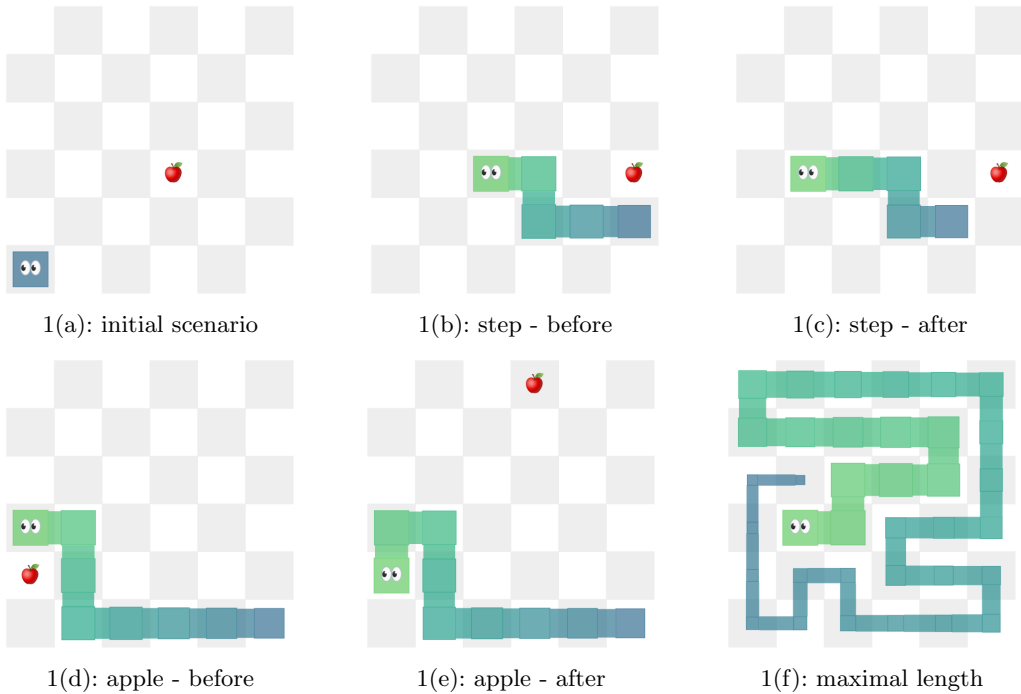 1(a): initial scenario
1(b): step - before
1(c): step - after
1(d): apple - before
1(e): apple - after
1(f): maximal length